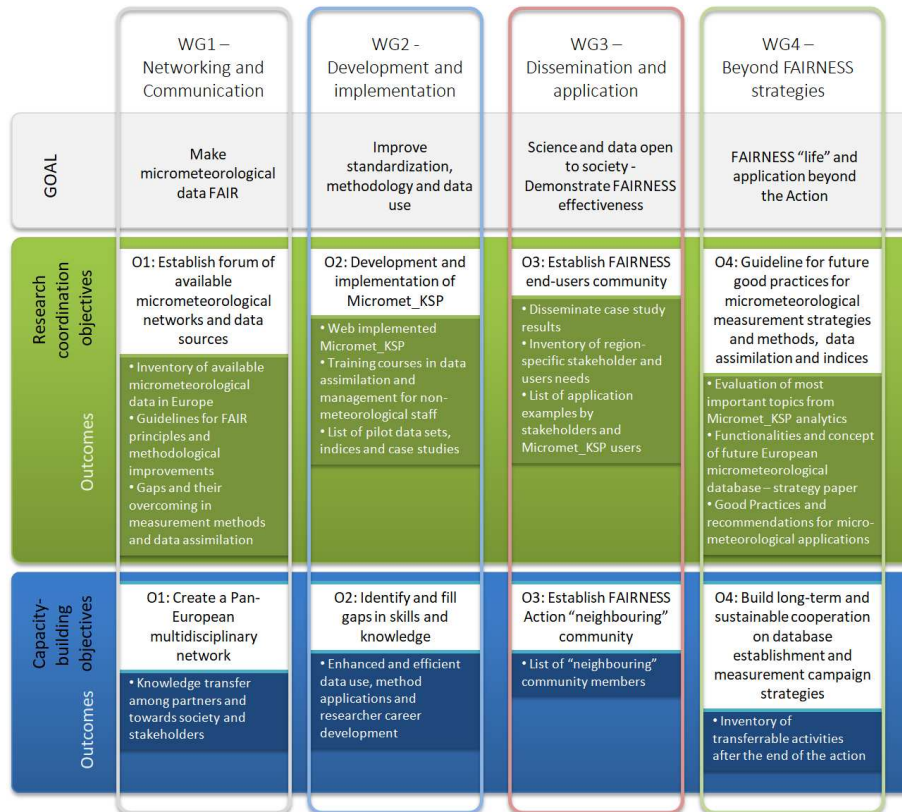 WG1 –
Networking and
Communication
WG2 -
Development and
implementation
WG3 –
Dissemination and
application
WG4 –
Beyond FAIRNESS
strategies
GOAL
Make
micrometeorological
data FAIR
Improve
standardization,
methodology and data
use
Science and data open
to society -
Demonstrate FAIRNESS
effectiveness
FAIRNESS “life” and
application beyond
the Action
Research
coordination
objectives
Outcomes
O1: Establish forum of
available
micrometeorological
networks and data
sources
• Inventory of available
micrometeorological
data in Europe
• Guidelines for FAIR
principles and
methodological
improvements
• Gaps and their
overcoming in
measurement methods
and data assimilation
O2: Development and
implementation of
Micromet_KSP
• Web implemented
Micromet_KSP
• Training courses in data
assimilation and
management for non-
meteorological staff
• List of pilot data sets,
indices and case studies
O3: Establish FAIRNESS
end-users community
• Disseminate case study
results
• Inventory of region-
specific stakeholder and
users needs
• List of application
examples by
stakeholders and
Micromet_KSP users
O4: Guideline for future
good practices for
micrometeorological
measurement strategies
and methods, data
assimilation and indices
• Evaluation of most
important topics from
Micromet_KSP analytics
• Functionalities and
concept of future European
micrometeorological
database – strategy paper
• Good Practices and
recommendations for micro-
meteorological applications
Capacity-
building
objectives
Outcomes
O1: Create a Pan-
European
multidisciplinary
network
• Knowledge transfer
among partners and
towards society and
stakeholders
O2: Identify and fill
gaps in skills and
knowledge
• Enhanced and efficient
data use, method
applications and
researcher career
development
O3: Establish FAIRNESS
Action “neighbouring”
community
• List of “neighbouring”
community members
O4: Build long-term and
sustainable cooperation
on database
establishment and
measurement campaign
strategies
• Inventory of
transferrable activities
after the end of the action